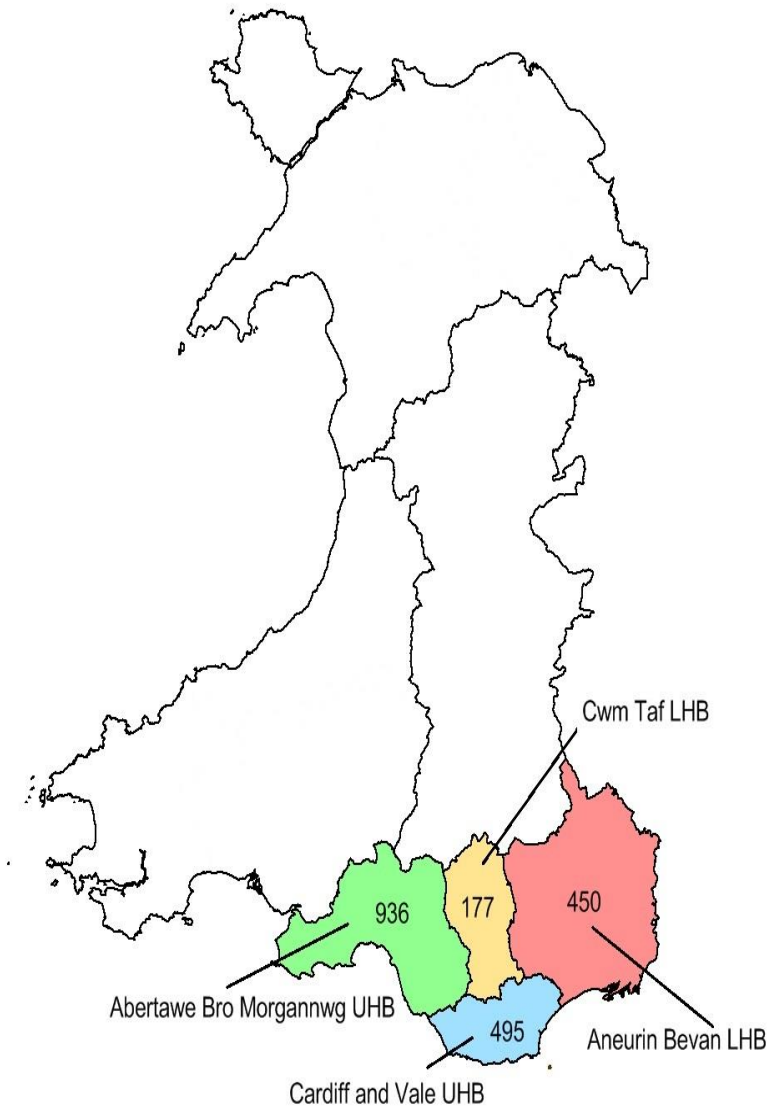 Cwm Taf LHB
936
177
450
Abertawe Bro Morgannwg UHB
495
Aneurin Bevan LHB
Cardiff and Vale UHB